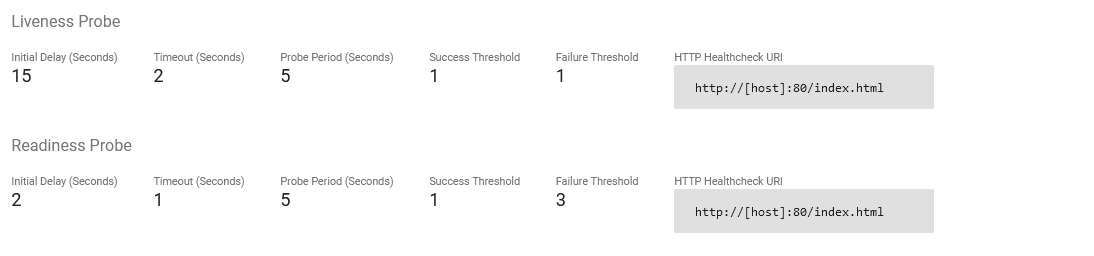 Liveness Probe
Initial Delay (Seconds) Timeout (Seconds) Probe Period (Seconds) Success Threshold Failure Threshold HTTP Healthcheck URI
15 2 5 1 1
http://[host]:80/index.html
Readiness Probe
Initial Delay (Seconds) Timeout (Seconds) Probe Period (Seconds) Success Threshold Failure Threshold HTTP Healthcheck URI
2 1 5 1 3
http://[host]:80/index.html